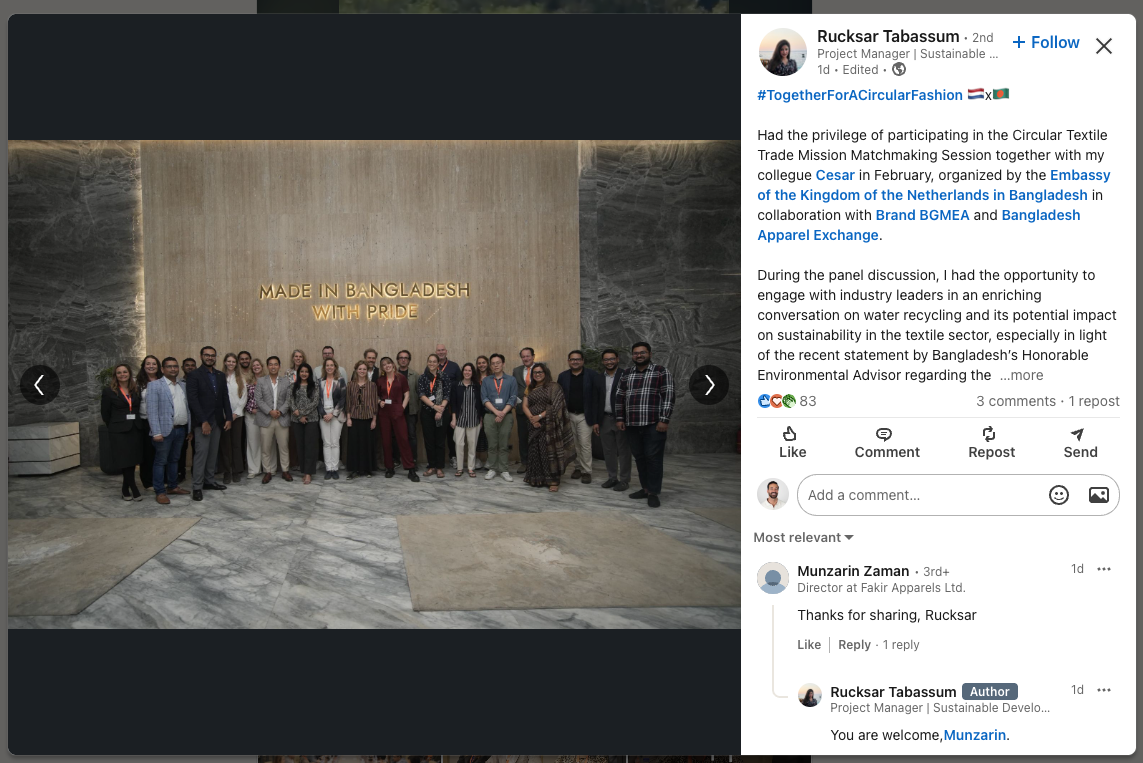 MADE IN BANGLADESH
WITH PRIDE
Rucksar Tabassum • 2nd
+ Follow
Project Manager | Sustainable ...
1d • Edited •
#TogetherForACircularFashion 🇳🇱x🇧🇩
Had the privilege of participating in the Circular Textile
Trade Mission Matchmaking Session together with my
collegue Cesar in February, organized by the Embassy
of the Kingdom of the Netherlands in Bangladesh in
collaboration with Brand BGMEA and Bangladesh
Apparel Exchange.
During the panel discussion, I had the opportunity to
engage with industry leaders in an enriching
conversation on water recycling and its potential impact
on sustainability in the textile sector, especially in light
of the recent statement by Bangladesh’s Honorable
Environmental Advisor regarding the ...more
83
3 comments · 1 repost
Like
Comment
Repost
Send
Add a comment...
Most relevant
Munzarin Zaman • 3rd+
1d
Director at Fakir Apparels Ltd.
Thanks for sharing, Rucksar
Like | Reply · 1 reply
Rucksar Tabassum Author
1d
Project Manager | Sustainable Develo...
You are welcome,Munzarin.